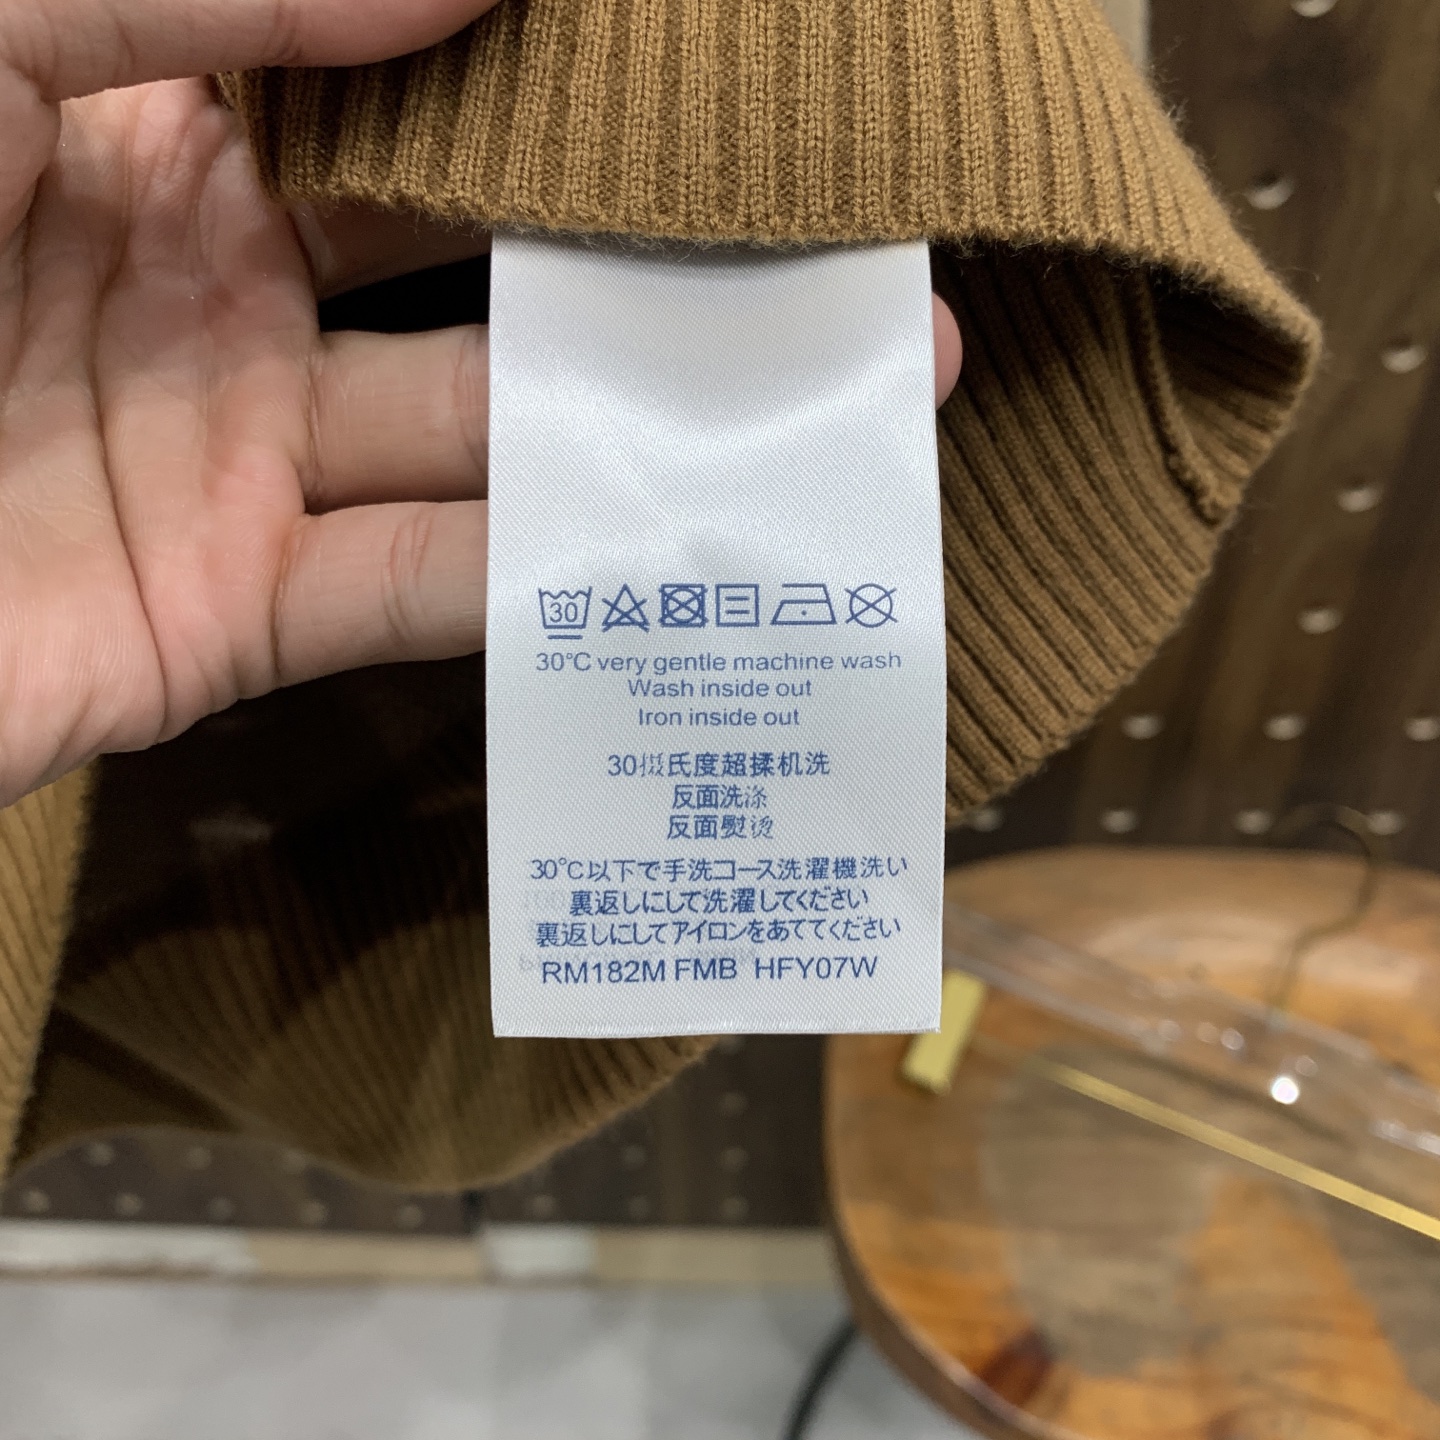 30
30°C very gentle machine wash
Wash inside out
Iron inside out
30摄氏度超揉机洗
反面洗涤
反面熨烫
30°C以下で手洗コース洗濯機洗い
裏返しにして洗濯してください
裏返しにしてアイロンをあててください
RM182M FMB HFY07W